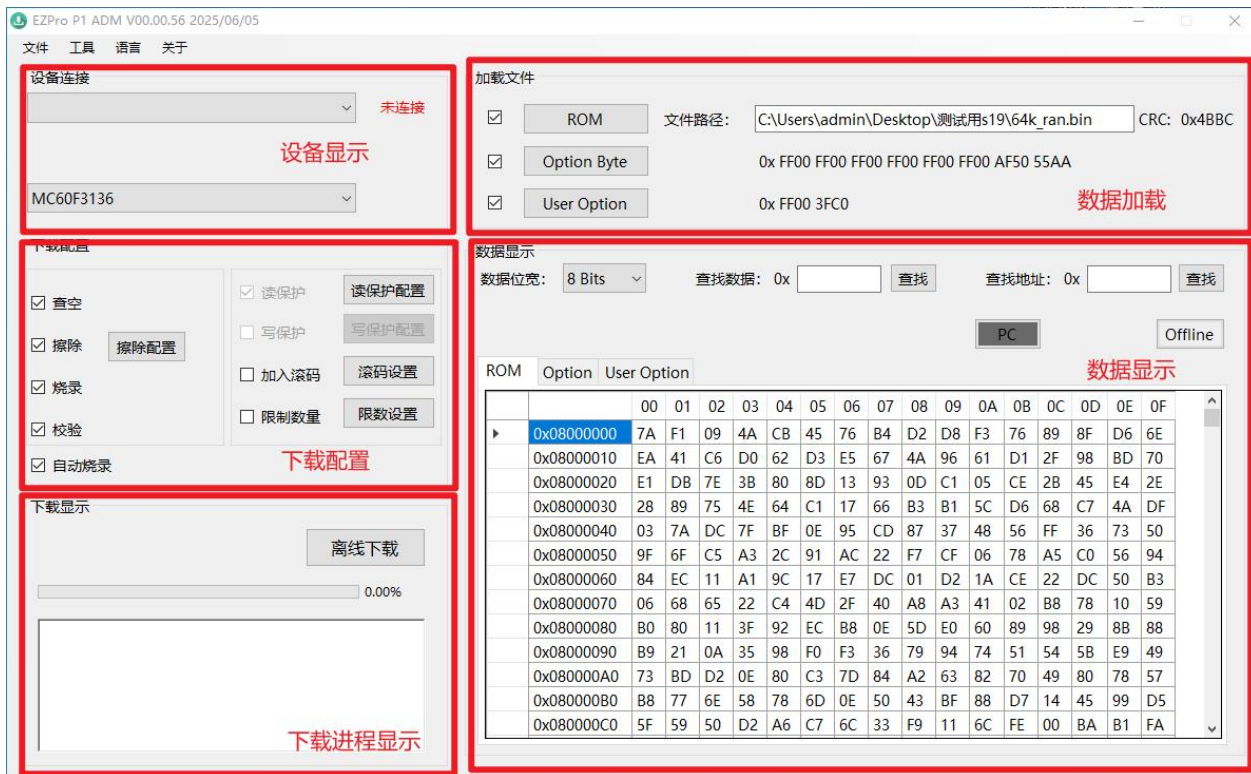 EZPro P1 ADM V00.00.56 2025/06/05
文件 工具 语言 关于
设备连接
未连接
设备显示
MC60F3136
加载文件
ROM 文件路径： C:\Users\admin\Desktop\测试用s19\64k_ran.bin CRC: 0x4BBC
Option Byte 0x FF00 FF00 FF00 FF00 FF00 FF00 AF50 55AA
User Option 0x FF00 3FC0
数据加载
下载配置
查空
擦除 擦除配置
烧录
校验
自动烧录
读保护 读保护配置
写保护 写保护配置
加入滚码 滚码设置
限制数量 限数设置
下载配置
下载显示
离线下载
0.00%
下载进程显示
数据显示
数据位宽： 8 Bits 查找数据： 0x 查找 查找地址： 0x 查找
PC Offline
数据显示
ROM Option User Option
00 01 02 03 04 05 06 07 08 09 0A 0B 0C 0D 0E 0F
0x08000000 7A F1 09 4A CB 45 76 B4 D2 D8 F3 76 89 8F D6 6E
0x08000010 EA 41 C6 D0 62 D3 E5 67 4A 96 61 D1 2F 98 BD 70
0x08000020 E1 DB 7E 3B 80 8D 13 93 0D C1 05 CE 2B 45 E4 2E
0x08000030 28 89 75 4E 64 C1 17 66 B3 B1 5C D6 68 C7 4A DF
0x08000040 03 7A DC 7F BF 0E 95 CD 87 37 48 56 FF 36 73 50
0x08000050 9F 6F C5 A3 2C 91 AC 22 F7 CF 06 78 A5 C0 56 94
0x08000060 84 EC 11 A1 9C 17 E7 DC 01 D2 1A CE 22 DC 50 B3
0x08000070 06 68 65 22 C4 4D 2F 40 A8 A3 41 02 B8 78 10 59
0x08000080 B0 80 11 3F 92 EC B8 0E 5D E0 60 89 98 29 8B 88
0x08000090 B9 21 0A 35 98 F0 F3 36 79 94 74 51 54 5B E9 49
0x080000A0 73 BD D2 0E 80 C3 7D 84 A2 63 82 70 49 80 78 57
0x080000B0 B8 77 6E 58 78 6D 0E 50 43 BF 88 D7 14 45 99 D5
0x080000C0 5F 59 50 D2 A6 C7 6C 33 F9 11 6C FE 00 BA B1 FA